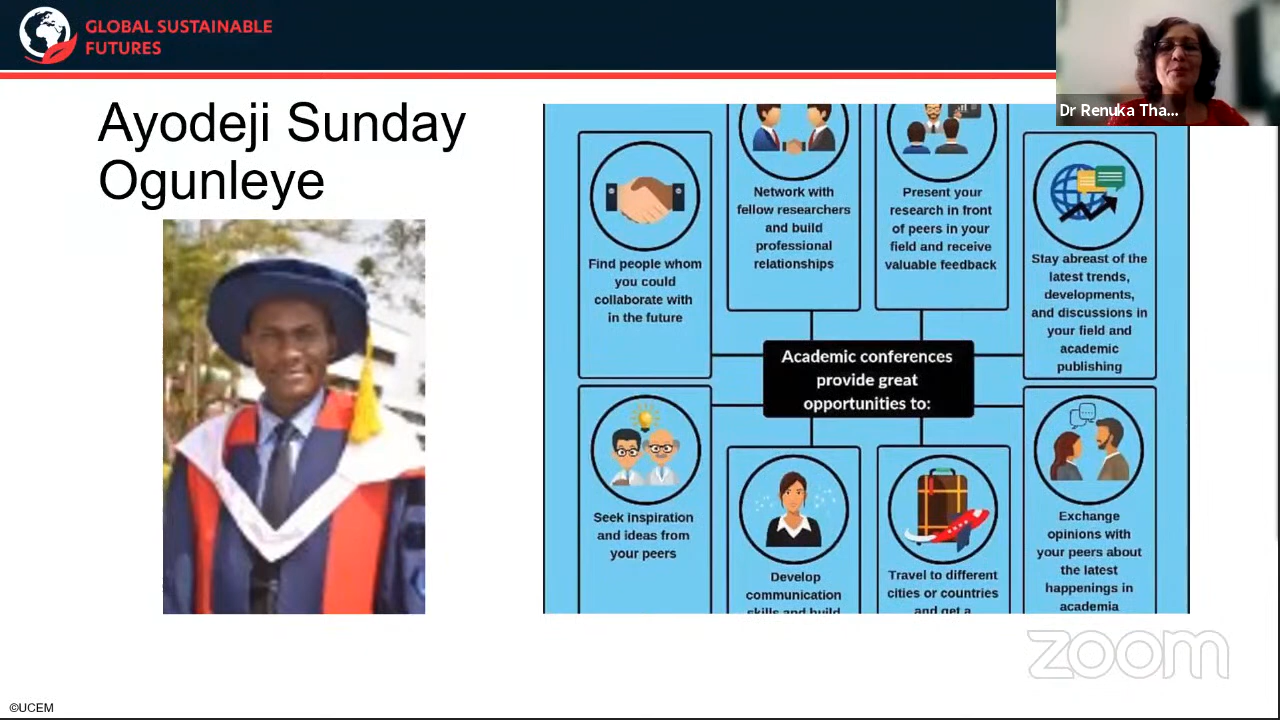 GLOBAL SUSTAINABLE
FUTURES
Dr Renuka Tha...
Ayodeji Sunday
Ogunleye
Find people whom
you could
collaborate with
in the future
Network with
fellow researchers
and build
professional
relationships
Present your
research in front
of peers in your
field and receive
valuable feedback
Stay abreast of the
latest trends,
developments,
and discussions in
your field and
academic
publishing
Academic conferences
provide great
opportunities to:
Seek inspiration
and ideas from
your peers
Develop
communication
skills and build
Travel to different
cities or countries
and get a
Exchange
opinions with
your peers about
the latest
happenings in
academia
zoom
©UCEM